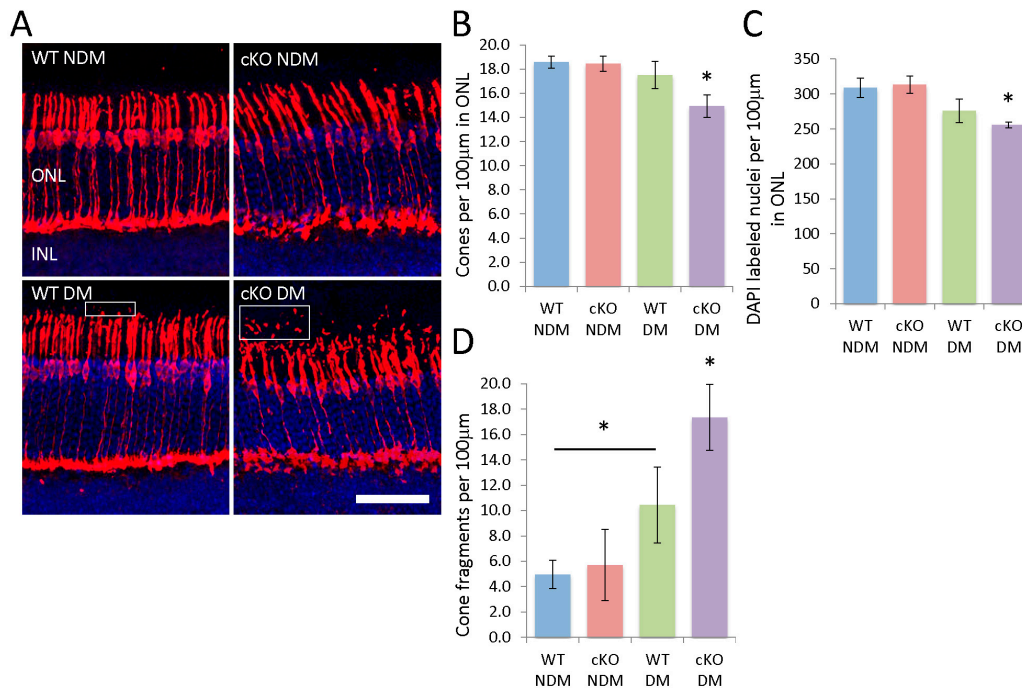 A
WT NDM
cKO NDM
ONL
INL
WT DM
cKO DM
B
Cones per 100µm in ONL
20.0
18.0
16.0
14.0
12.0
10.0
8.0
6.0
4.0
2.0
0.0
*
WT
NDM
cKO
NDM
WT
DM
cKO
DM
C
DAPI labeled nuclei per 100µm
in ONL
350
300
250
200
150
100
50
0
*
WT
NDM
cKO
NDM
WT
DM
cKO
DM
D
Cone fragments per 100µm
20.0
18.0
16.0
14.0
12.0
10.0
8.0
6.0
4.0
2.0
0.0
*
*
WT
NDM
cKO
NDM
WT
DM
cKO
DM